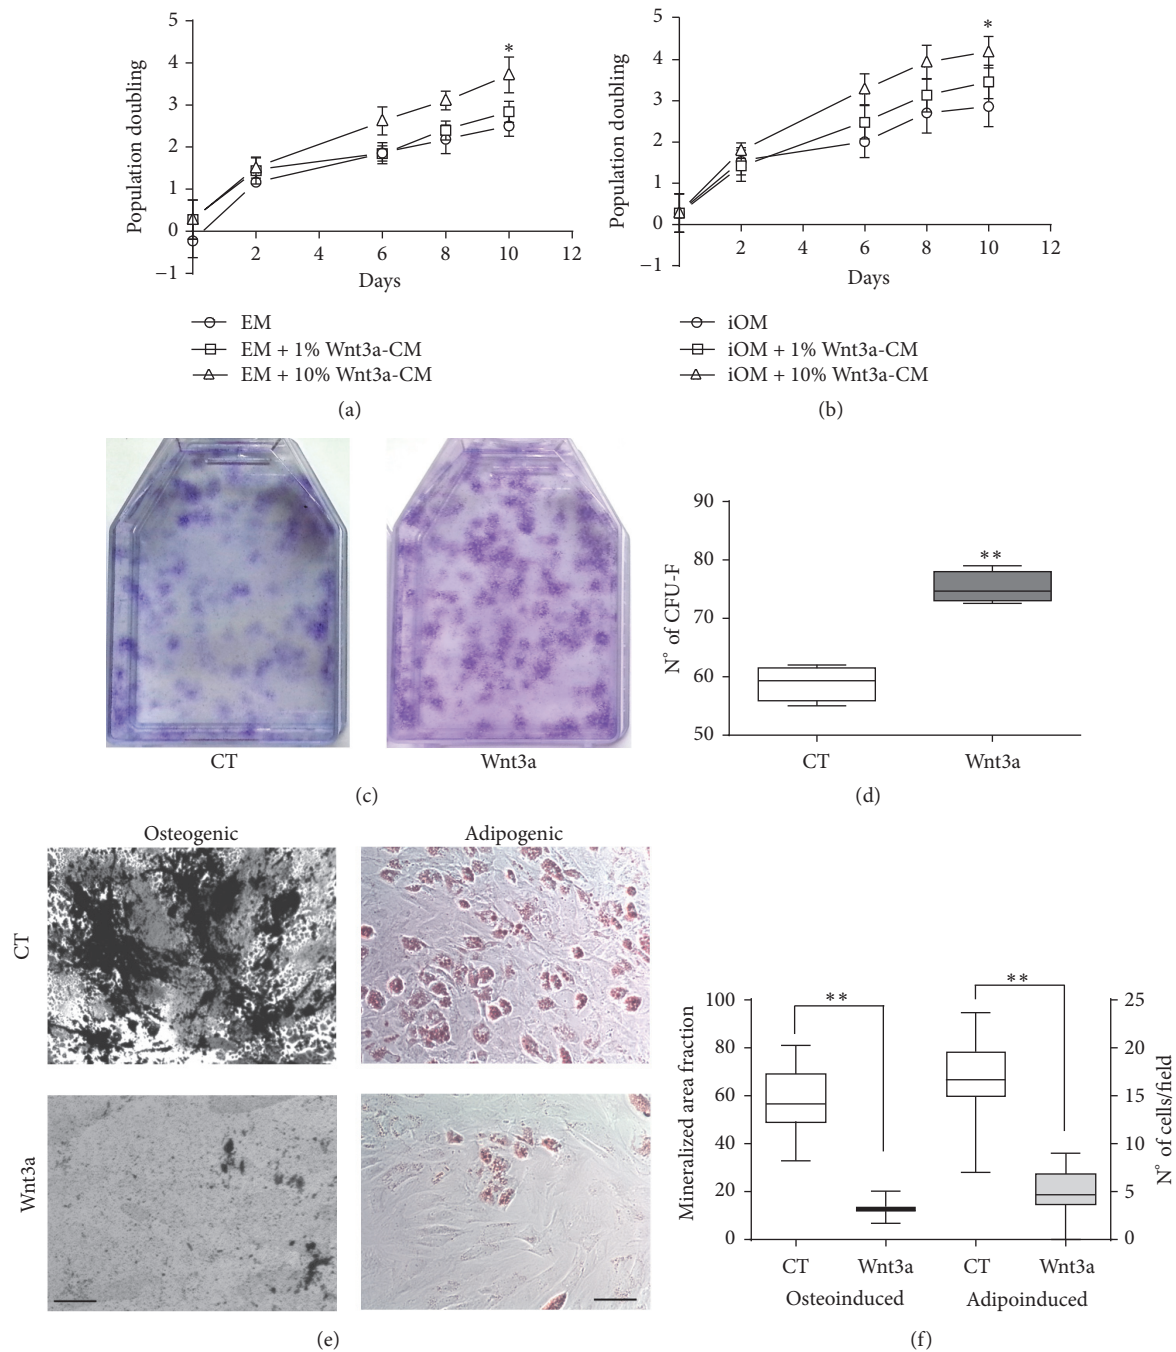 5
4
3
2
1
0
−1
Population doubling
*
2
4
6
8
10
12
Days
EM
EM + 1% Wnt3a-CM
EM + 10% Wnt3a-CM
(a)
5
4
3
2
1
0
−1
Population doubling
*
2
4
6
8
10
12
Days
iOM
iOM + 1% Wnt3a-CM
iOM + 10% Wnt3a-CM
(b)
CT
Wnt3a
(c)
90
80
70
60
50
N° of CFU-F
**
CT
Wnt3a
(d)
Osteogenic
Adipogenic
CT
Wnt3a
(e)
100
80
60
40
20
0
Mineralized area fraction
**
**
25
20
15
10
5
0
N° of cells/field
CT
Wnt3a
CT
Wnt3a
Osteoinduced
Adipoinduced
(f)